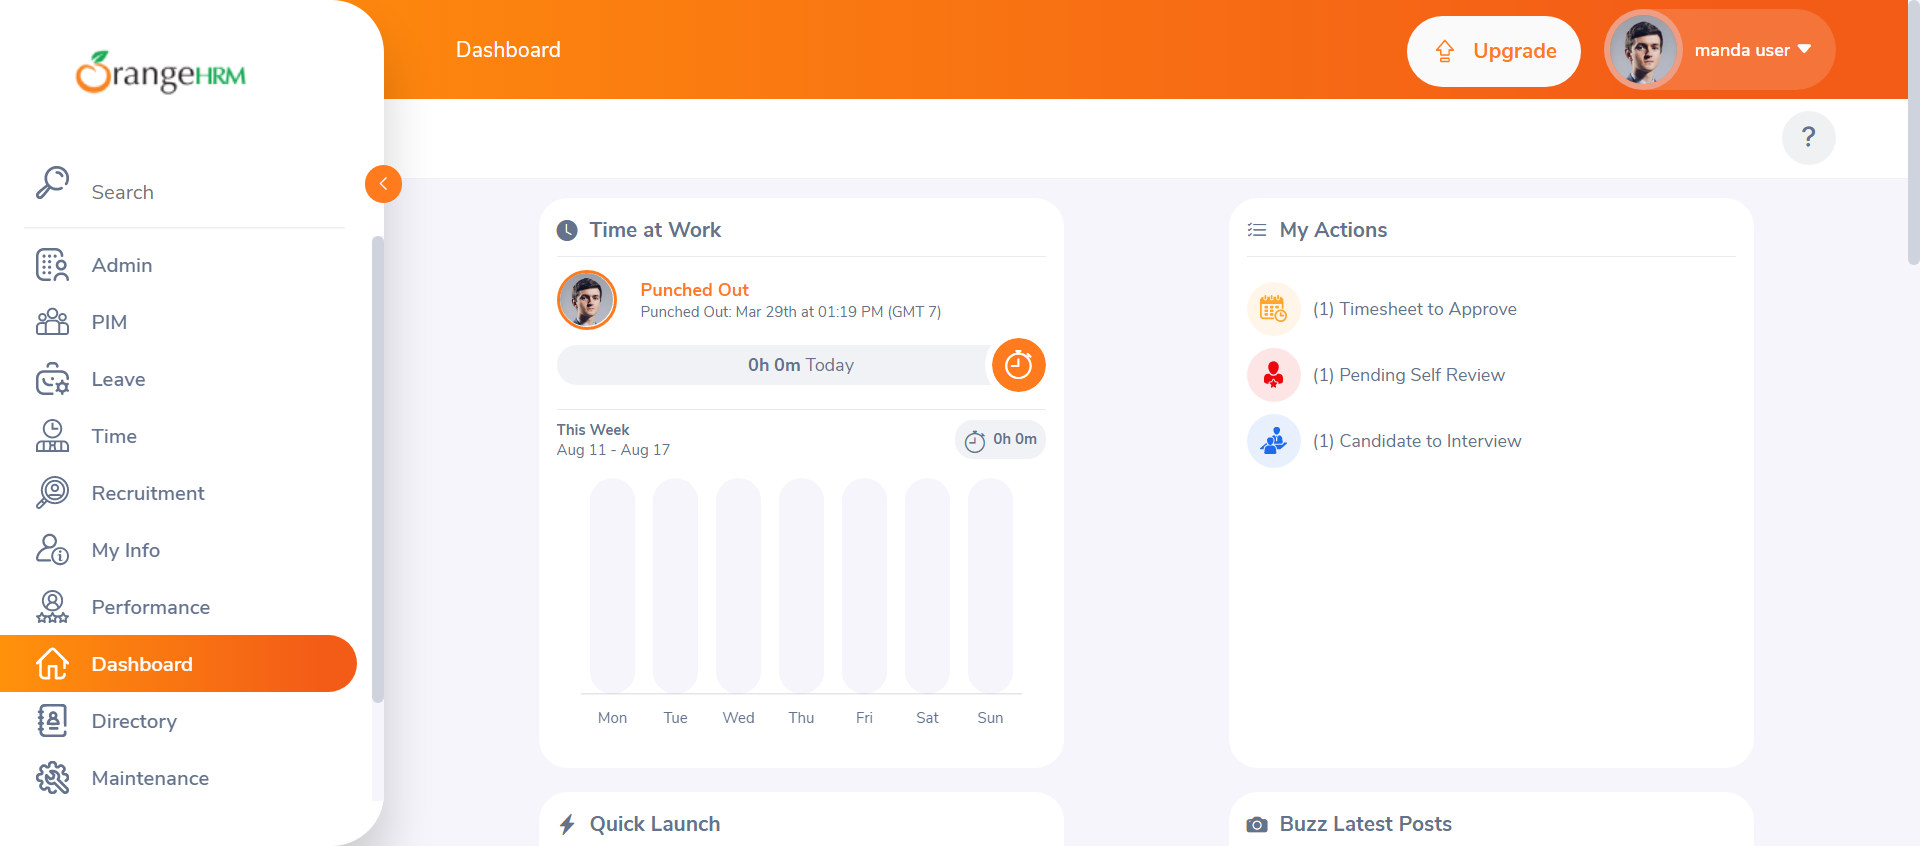 OrangeHRM
Search
Admin
PIM
Leave
Time
Recruitment
My Info
Performance
Dashboard
Directory
Maintenance
Dashboard
Upgrade
manda user
?
Time at Work
Punched Out
Punched Out: Mar 29th at 01:19 PM (GMT 7)
0h 0m Today
This Week
Aug 11 - Aug 17
0h 0m
Mon Tue Wed Thu Fri Sat Sun
My Actions
(1) Timesheet to Approve
(1) Pending Self Review
(1) Candidate to Interview
Quick Launch
Buzz Latest Posts